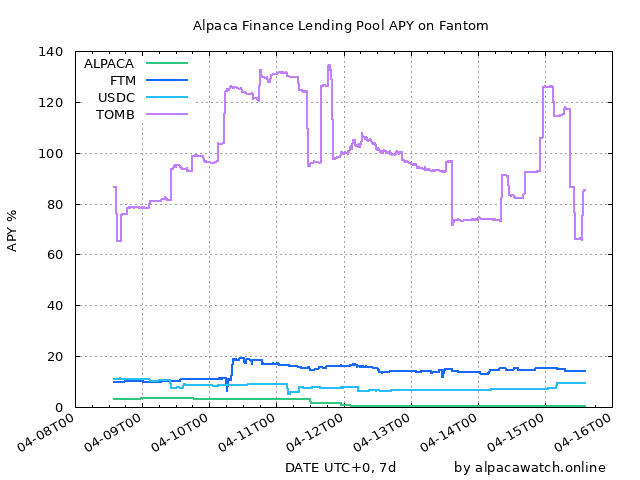 Alpaca Finance Lending Pool APY on Fantom
140
120
100
80
60
40
20
0
APY %
ALPACA
FTM
USDC
TOMB
04-08T00
04-09T00
04-10T00
04-11T00
04-12T00
04-13T00
04-14T00
04-15T00
04-16T00
DATE UTC+0, 7d
by alpacawatch.online